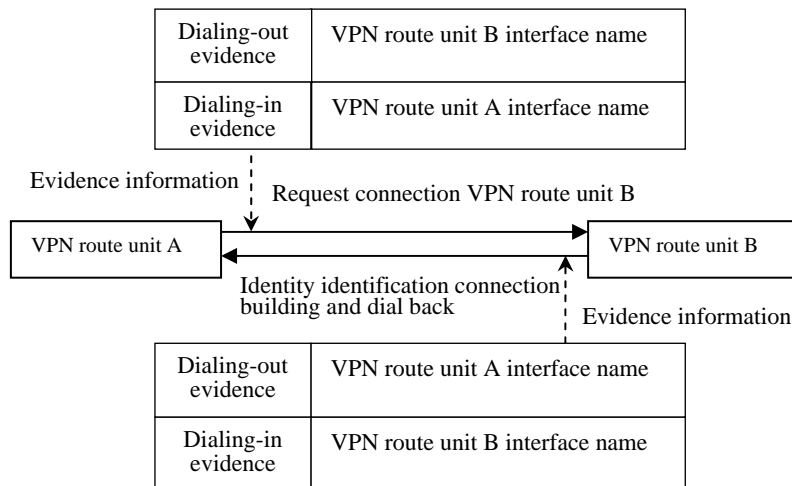 Dialing-out evidence
VPN route unit B interface name
Dialing-in evidence
VPN route unit A interface name
Evidence information
Request connection VPN route unit B
VPN route unit A
VPN route unit B
Identity identification connection
building and dial back
Evidence information
Dialing-out evidence
VPN route unit A interface name
Dialing-in evidence
VPN route unit B interface name